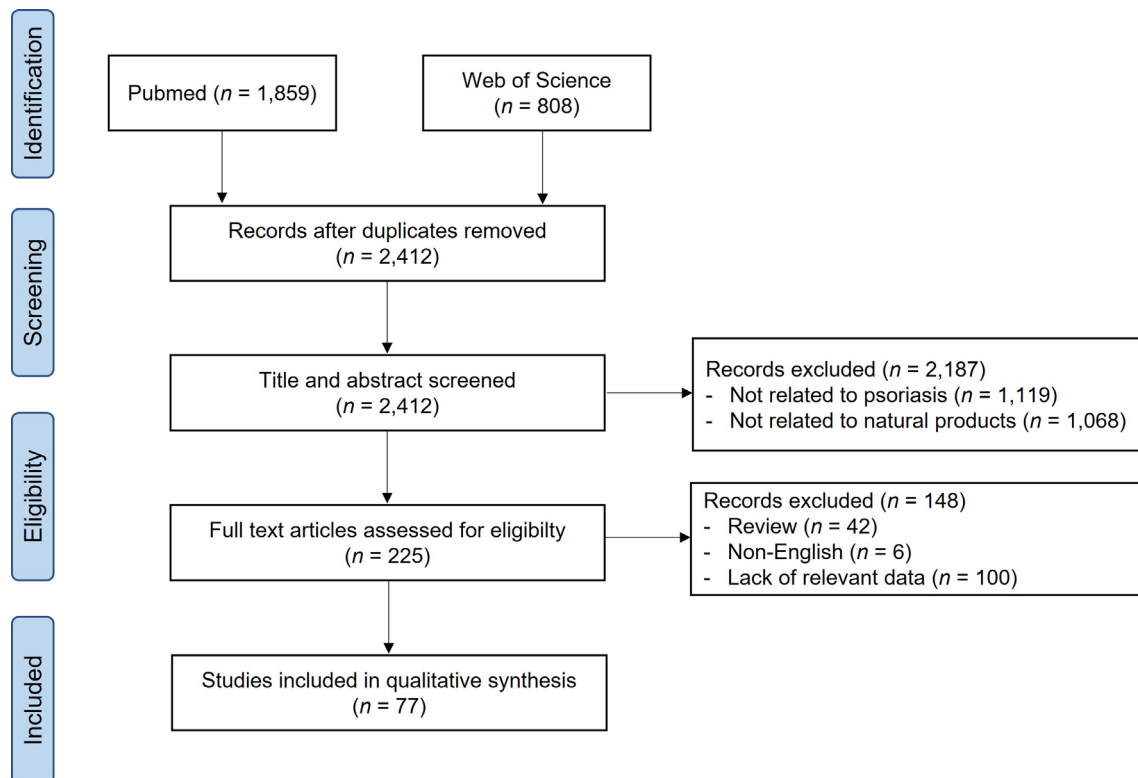 Identification
Pubmed (n = 1,859)
Web of Science
(n = 808)
Records after duplicates removed
(n = 2,412)
Screening
Title and abstract screened
(n = 2,412)
Records excluded (n = 2,187)
- Not related to psoriasis (n = 1,119)
- Not related to natural products (n = 1,068)
Eligibility
Full text articles assessed for eligibilty
(n = 225)
Records excluded (n = 148)
- Review (n = 42)
- Non-English (n = 6)
- Lack of relevant data (n = 100)
Included
Studies included in qualitative synthesis
(n = 77)